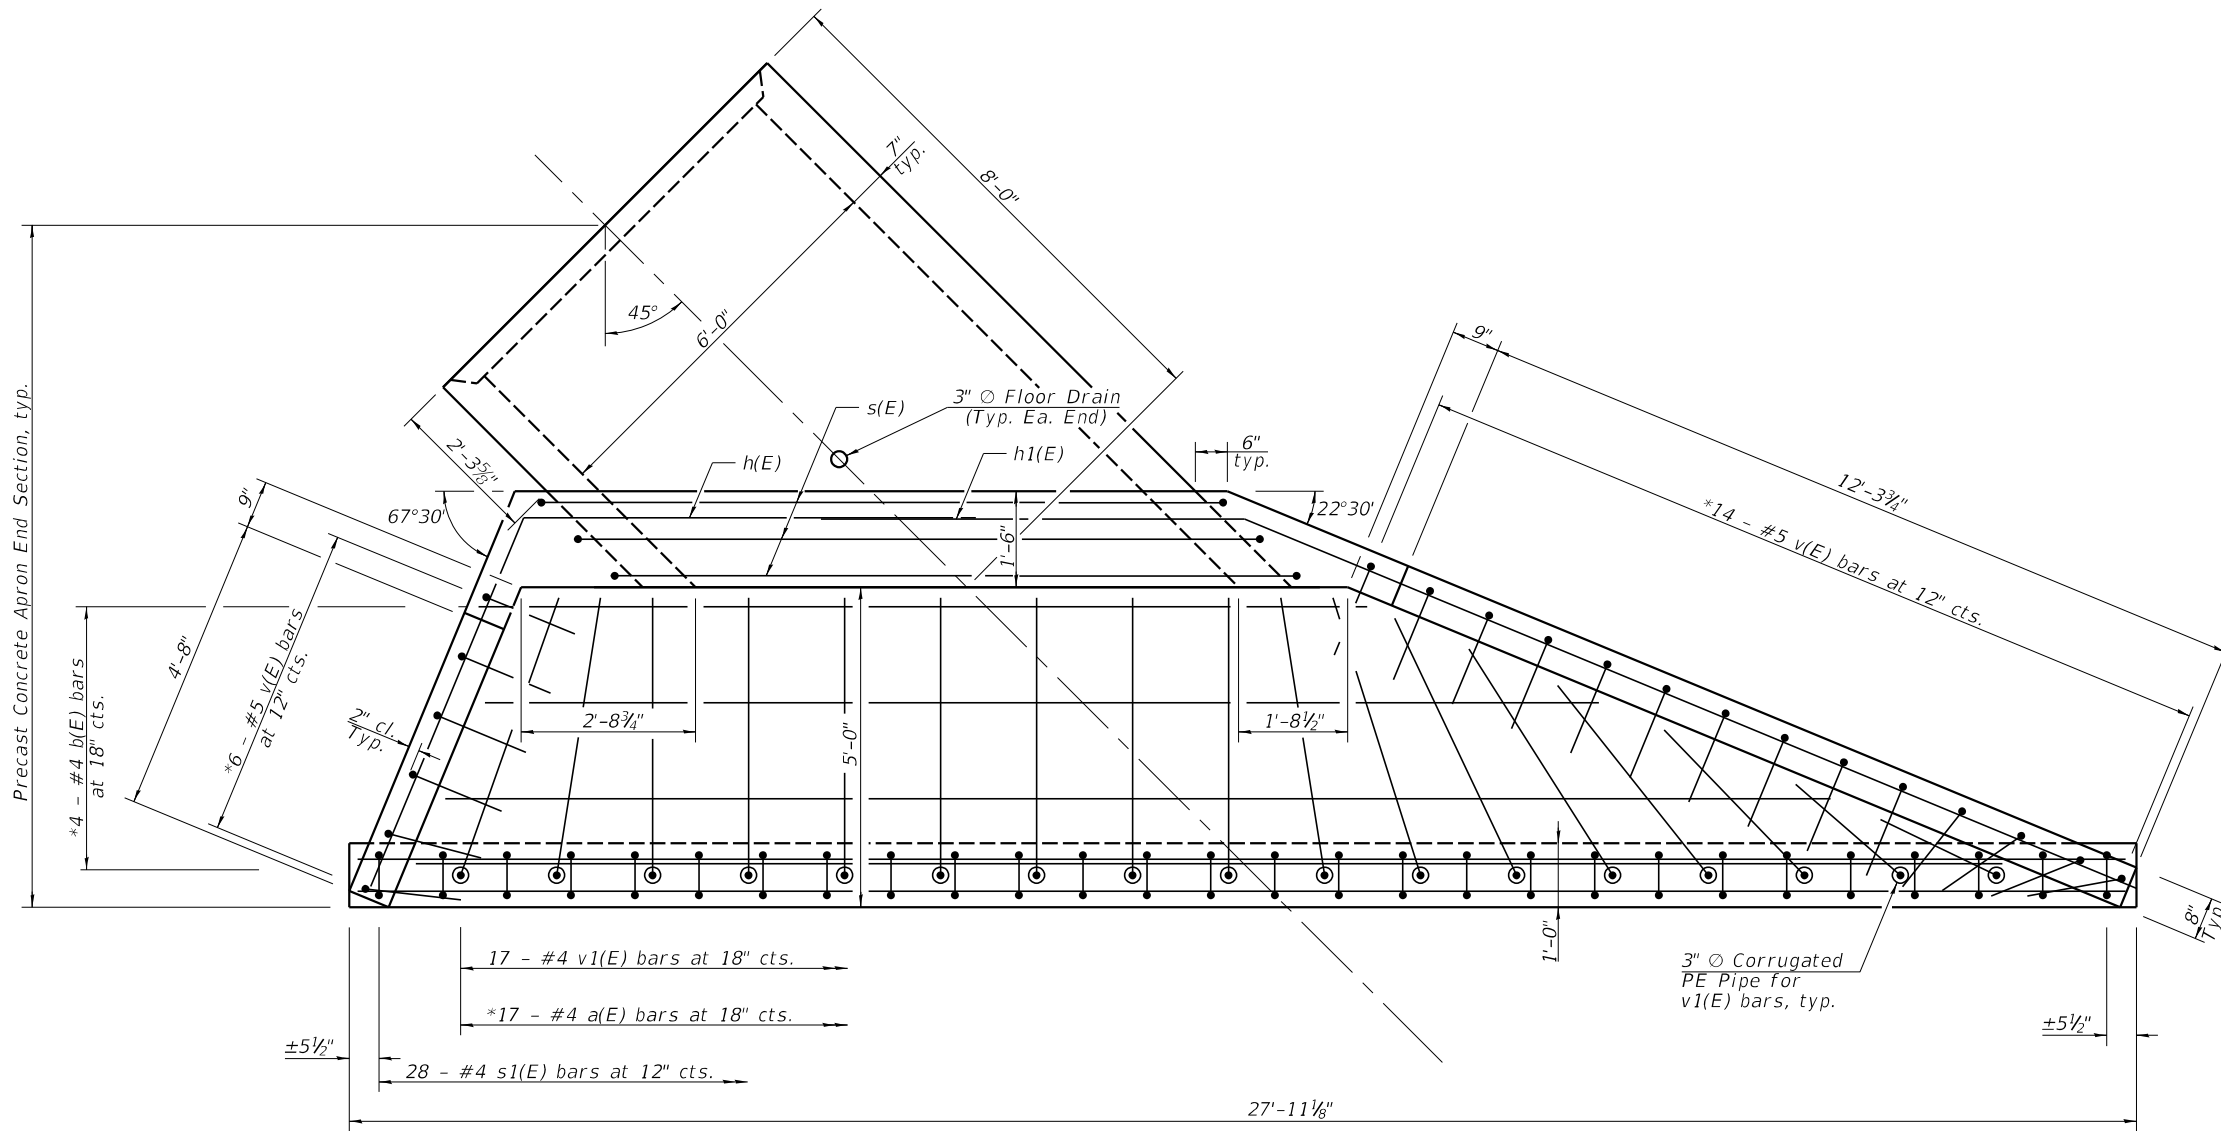 8'-0"
7"
typ.
45°
6'-0"
3" ∅ Floor Drain
(Typ. Ea. End)
s(E)
h(E)
h1(E)
6"
typ.
9"
12'-3¾"
*14 - #5 v(E) bars at 12" cts.
22°30'
2'-3⅝"
67°30'
9"
1'-6"
4'-8"
*6 - #5 v(E) bars
at 12" cts.
Precast Concrete Apron End Section, typ.
*4 - #4 b(E) bars
at 18" cts.
2" cl.
Typ.
2'-8¾"
1'-8½"
5'-0"
1'-0"
8"
Typ.
17 - #4 v1(E) bars at 18" cts.
3" ∅ Corrugated
PE Pipe for
v1(E) bars, typ.
*17 - #4 a(E) bars at 18" cts.
±5½"
±5½"
28 - #4 s1(E) bars at 12" cts.
27'-11⅛"